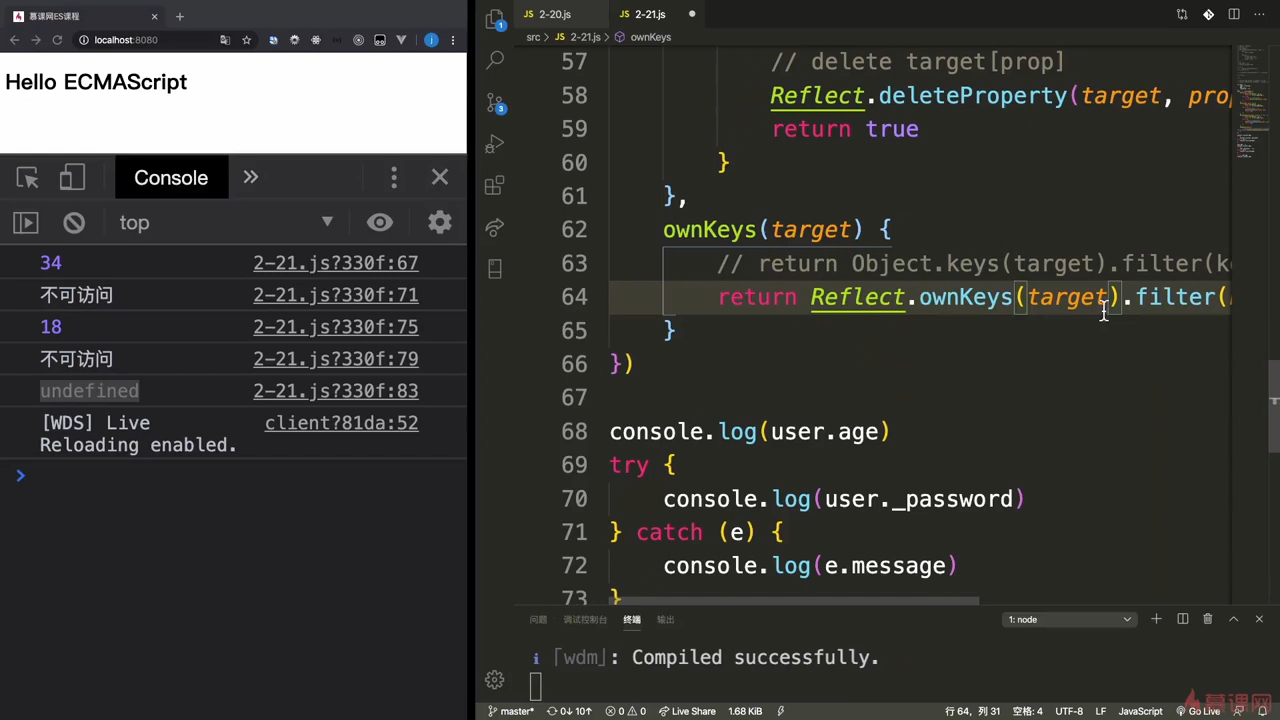 慕课网ES课程
localhost:8080
Hello ECMAScript
Console
top
34 2-21.js?330f:67
不可访问 2-21.js?330f:71
18 2-21.js?330f:75
不可访问 2-21.js?330f:79
undefined 2-21.js?330f:83
[WDS] Live client?81da:52
Reloading enabled.
2-20.js
2-21.js
src > 2-21.js > ownKeys
57 // delete target[prop]
58 Reflect.deleteProperty(target, prop
59 return true
60 }
61 },
62 ownKeys(target) {
63 // return Object.keys(target).filter(ke
64 return Reflect.ownKeys(target).filter(
65 }
66 })
67
68 console.log(user.age)
69 try {
70 console.log(user._password)
71 } catch (e) {
72 console.log(e.message)
73 }
问题 调试控制台 终端 输出
1: node
i 「wdm」: Compiled successfully.
master* 0↓ 10↑ 0 0 Live Share 1.68 KiB
行 64, 列 31 空格: 4 UTF-8 LF JavaScript Go Live
慕课网